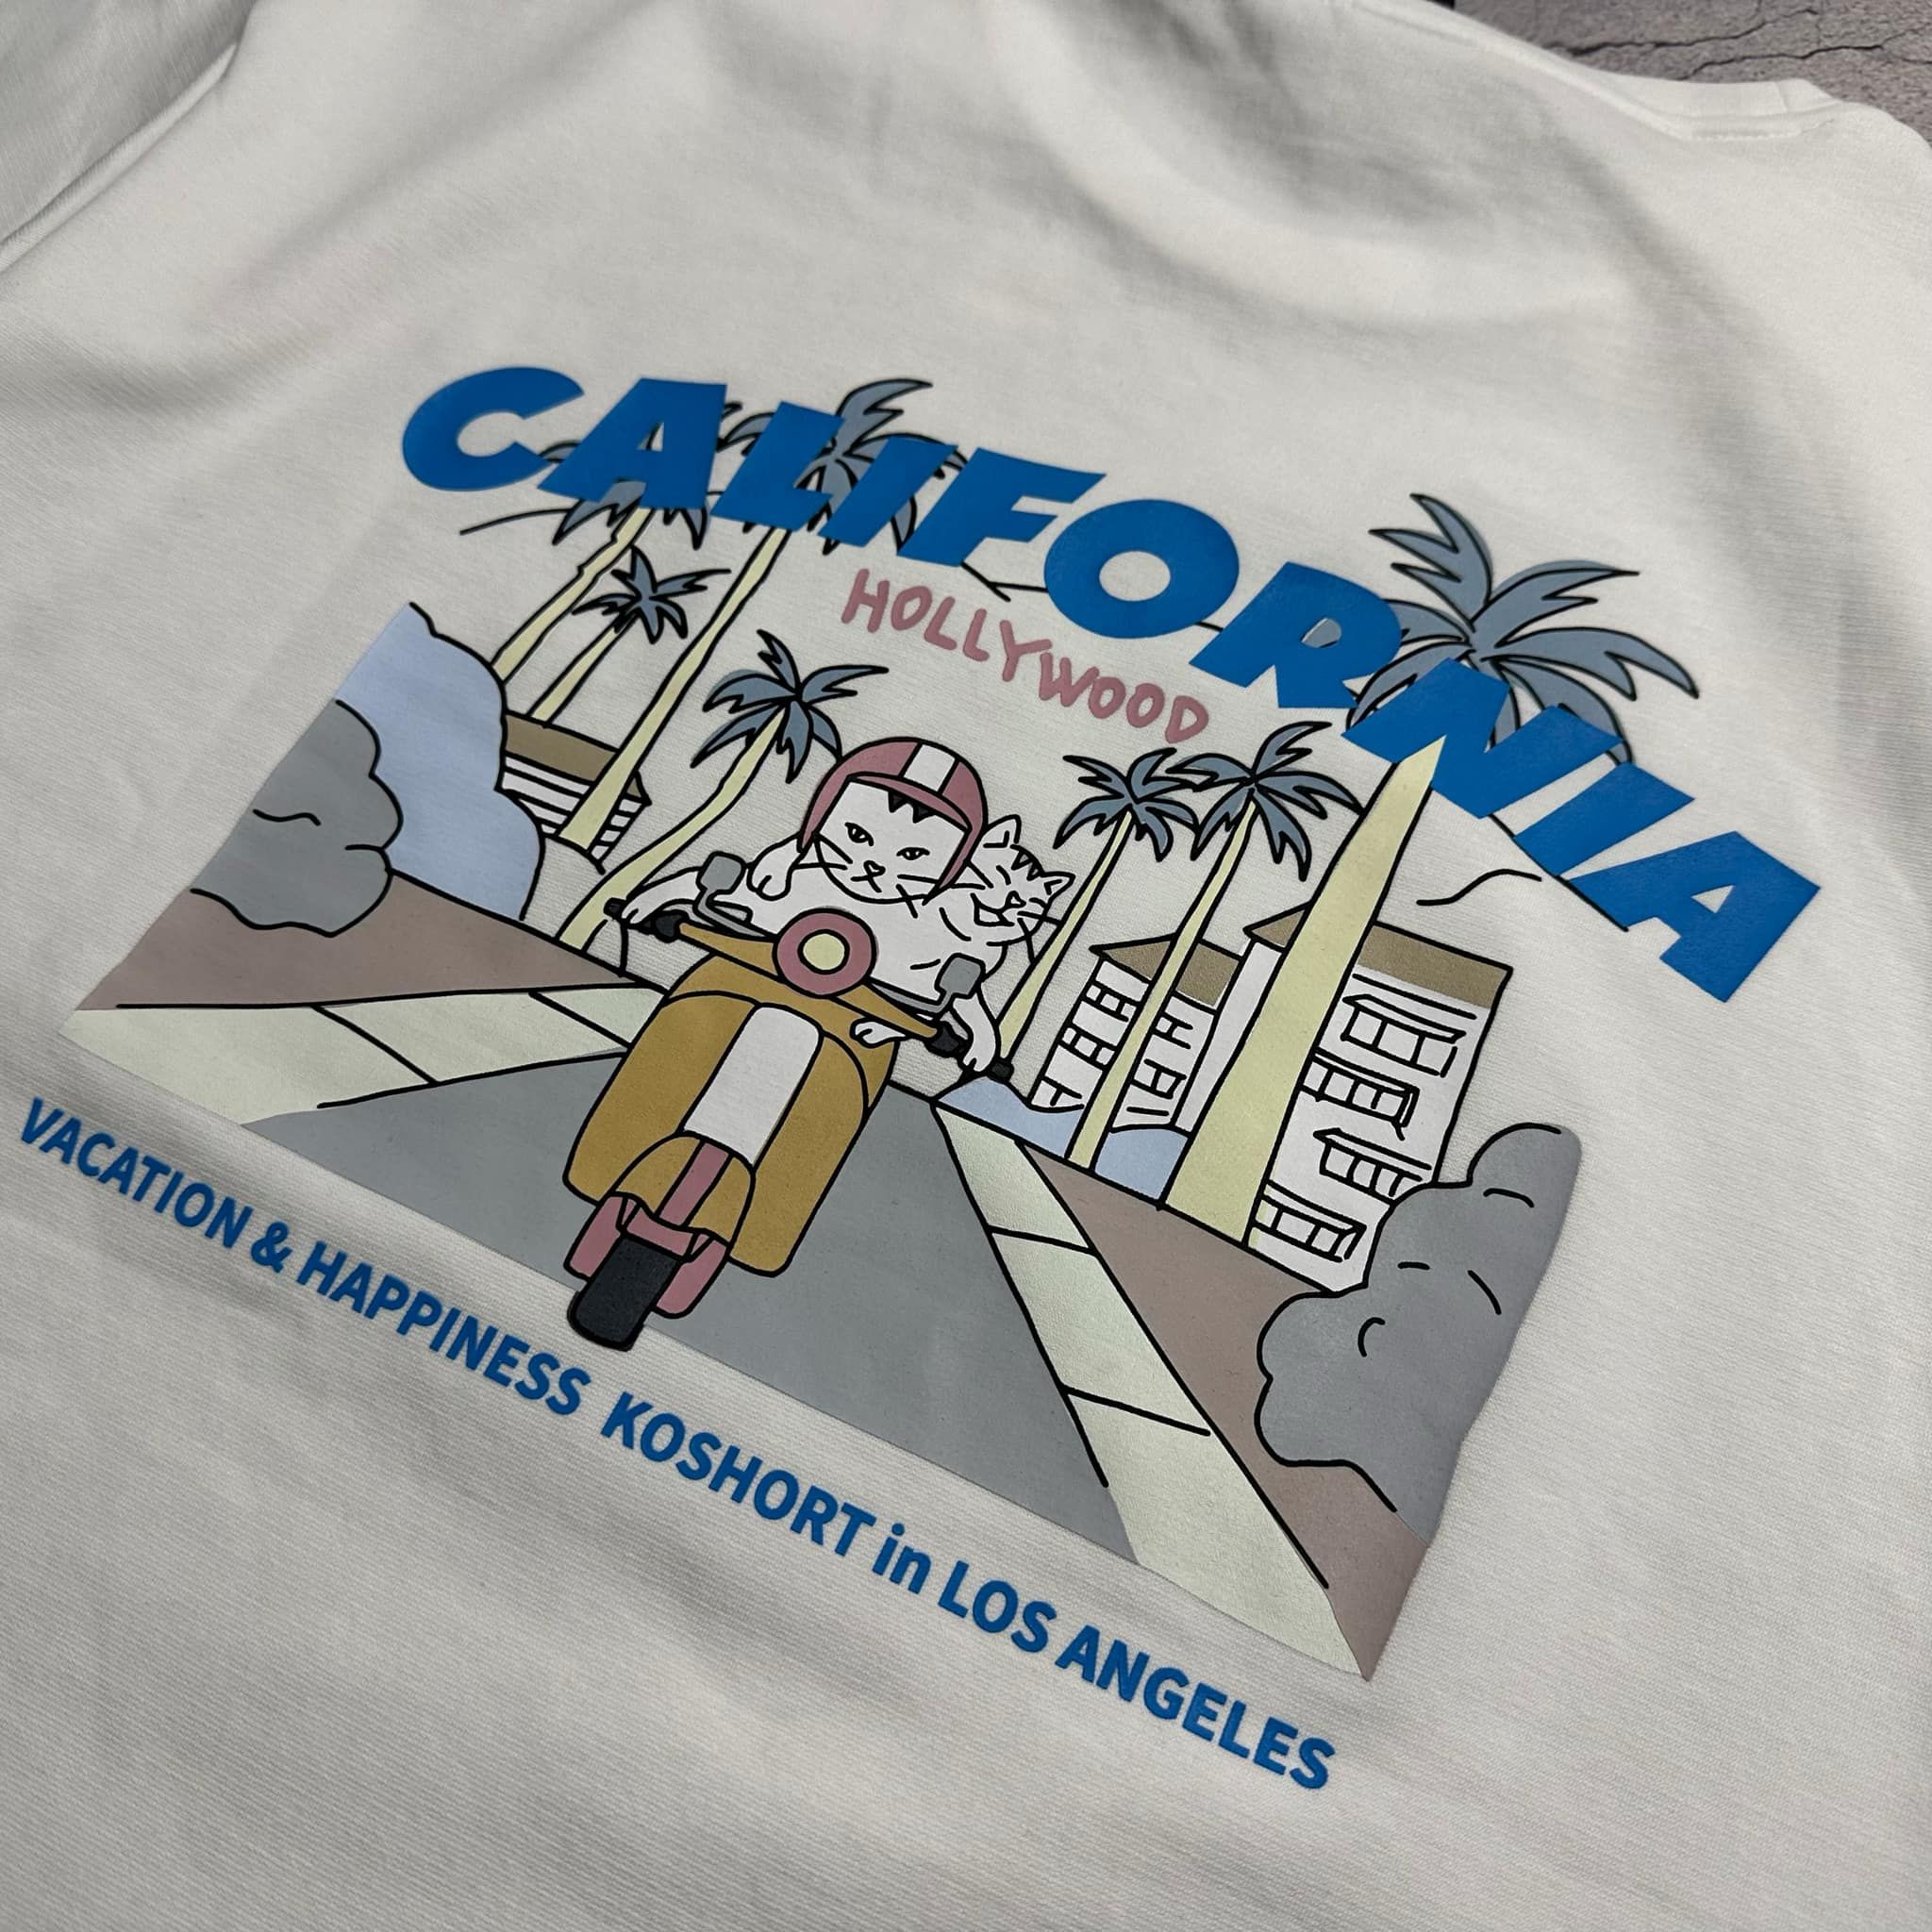 CALIFORNIA
HOLLYWOOD
VACATION & HAPPINESS KOSHORT in LOS ANGELES